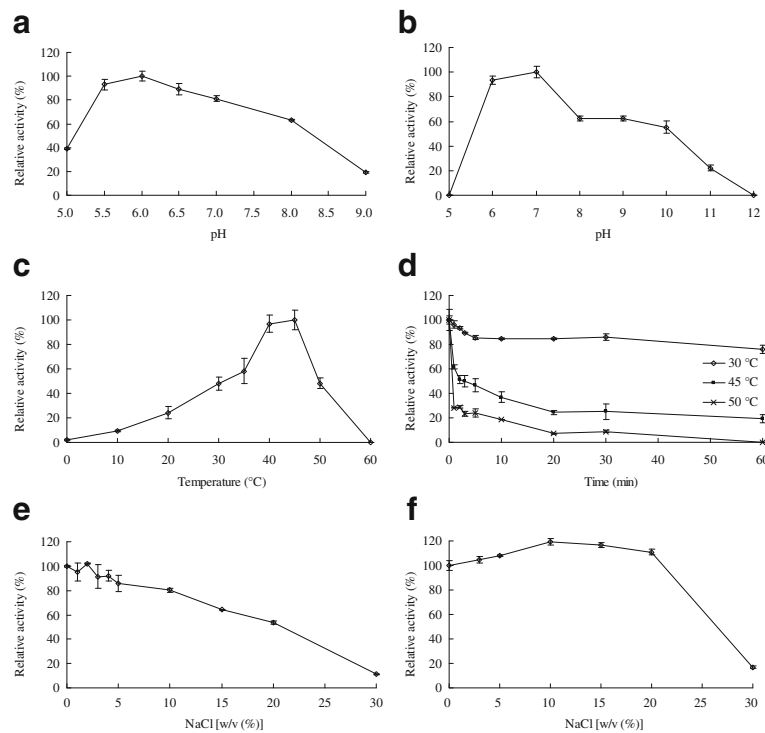 a
Relative activity (%)
120
100
80
60
40
20
0
5.0 5.5 6.0 6.5 7.0 7.5 8.0 8.5 9.0
pH
b
Relative activity (%)
120
100
80
60
40
20
0
5 6 7 8 9 10 11 12
pH
c
Relative activity (%)
120
100
80
60
40
20
0
0 10 20 30 40 50 60
Temperature (°C)
d
Relative activity (%)
120
100
80
60
40
20
0
0 10 20 30 40 50 60
Time (min)
30 °C
45 °C
50 °C
e
Relative activity (%)
120
100
80
60
40
20
0
0 5 10 15 20 25 30
NaCl [w/v (%)]
f
Relative activity (%)
120
100
80
60
40
20
0
0 5 10 15 20 25 30
NaCl [w/v (%)]